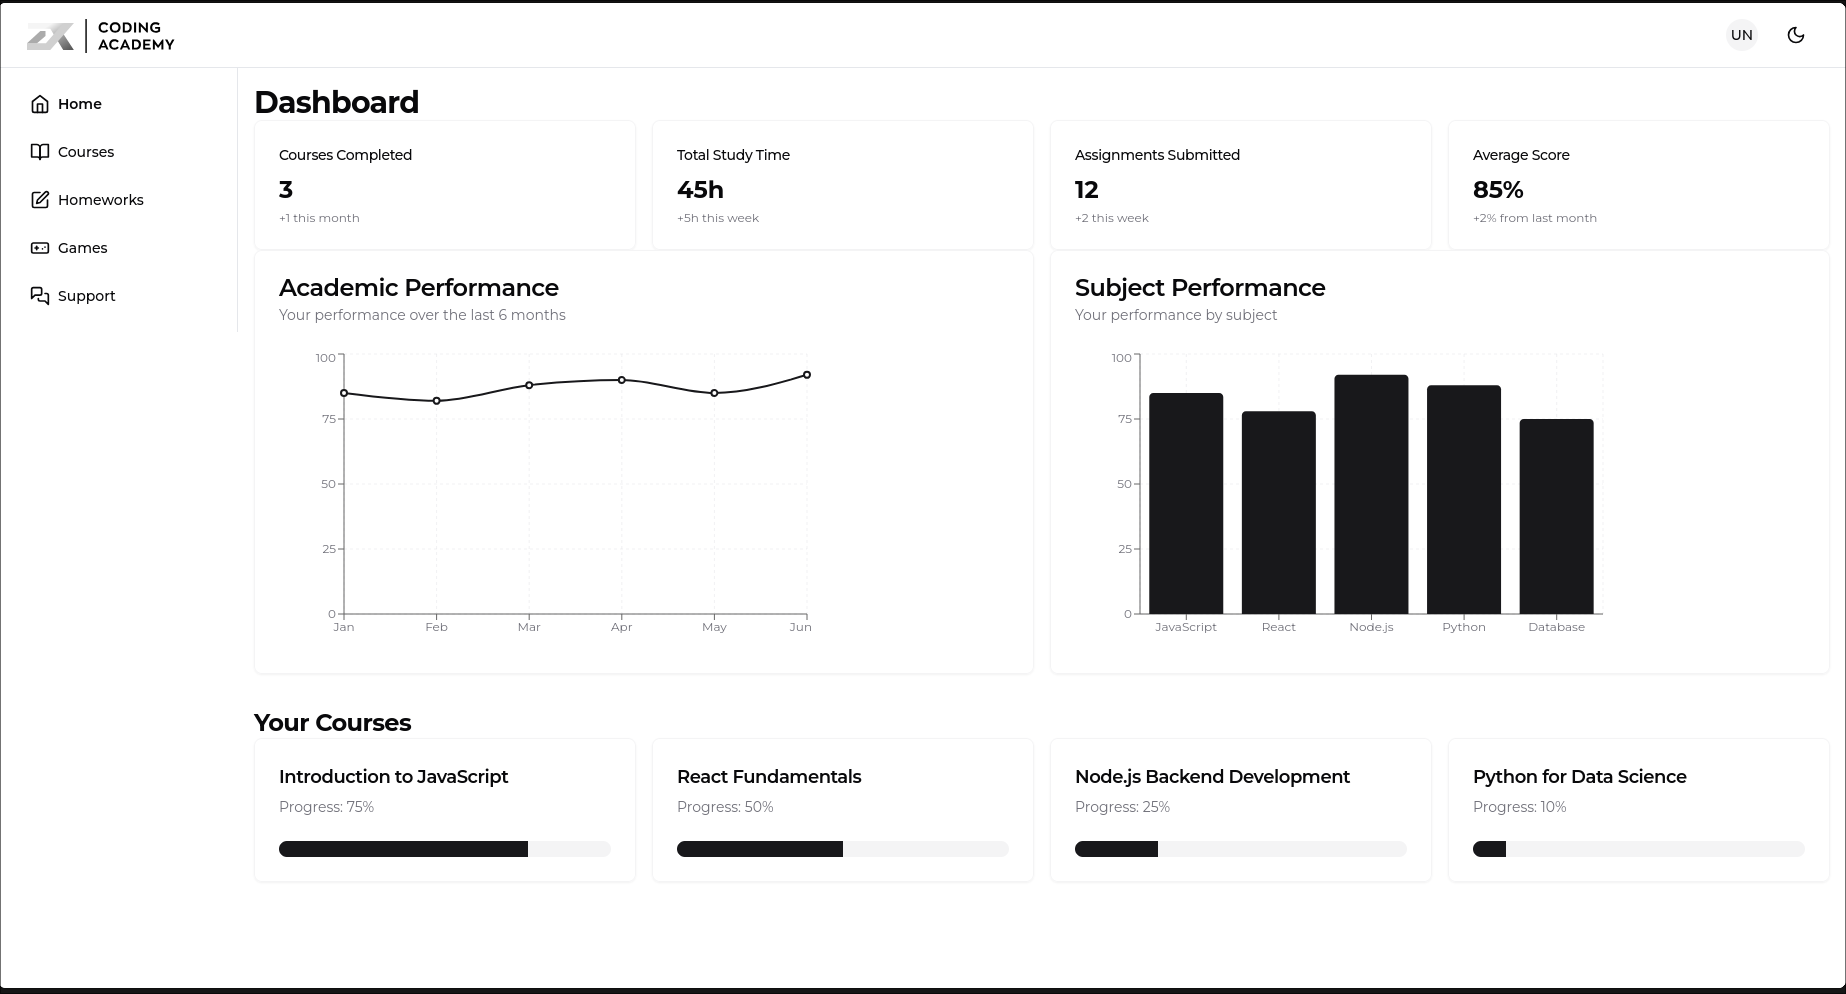 ZX
CODING
ACADEMY
UN
Home
Courses
Homeworks
Games
Support
Dashboard
Courses Completed
3
+1 this month
Total Study Time
45h
+5h this week
Assignments Submitted
12
+2 this week
Average Score
85%
+2% from last month
Academic Performance
Your performance over the last 6 months
100
75
50
25
0
Jan Feb Mar Apr May Jun
Subject Performance
Your performance by subject
100
75
50
25
0
JavaScript React Node.js Python Database
Your Courses
Introduction to JavaScript
Progress: 75%
React Fundamentals
Progress: 50%
Node.js Backend Development
Progress: 25%
Python for Data Science
Progress: 10%